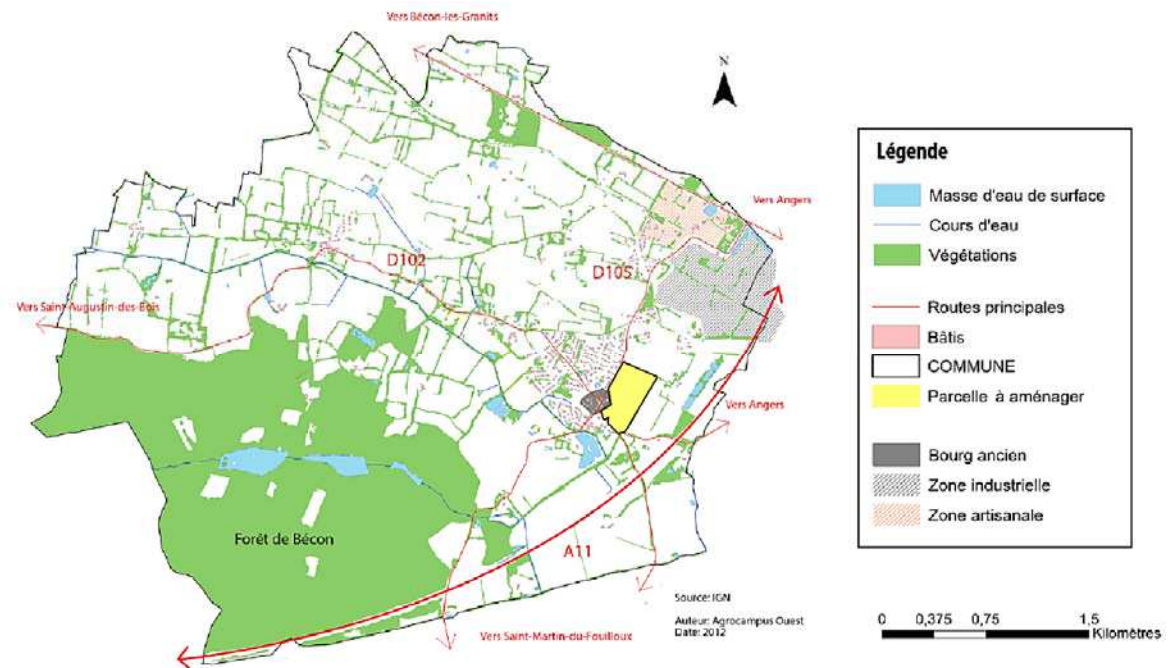 Vers Bécon-les-Granits
N
Vers Angers
D102
D105
Vers Saint-Augustin-des-Bois
Vers Angers
Forêt de Bécon
A11
Vers Saint-Martin-du-Fouilloux
Source: IGN
Auteur: Agrocampus Ouest
Date: 2012
Légende
Masse d'eau de surface
Cours d'eau
Végétations
Routes principales
Bâtis
COMMUNE
Parcelle à aménager
Bourg ancien
Zone industrielle
Zone artisanale
0 0,375 0,75 1,5
Kilomètres